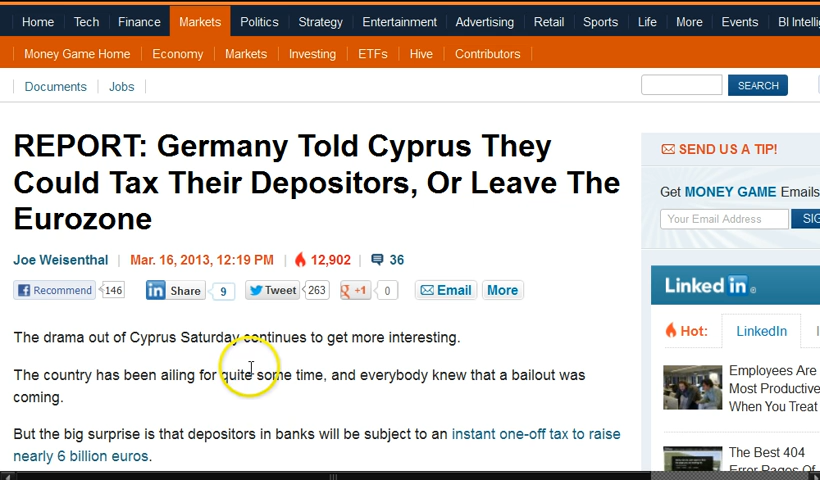 Home Tech Finance Markets Politics Strategy Entertainment Advertising Retail Sports Life More Events BI
Money Game Home Economy Markets Investing ETFs Hive Contributors
Documents Jobs
SEARCH
REPORT: Germany Told Cyprus They
Could Tax Their Depositors, Or Leave The
Eurozone
Joe Weisenthal Mar. 16, 2013, 12:19 PM 12,902 36
Recommend 146 Share 9 Tweet 263 +1 0 Email More
The drama out of Cyprus Saturday continues to get more interesting.
The country has been ailing for quite some time, and everybody knew that a bailout was
coming.
But the big surprise is that depositors in banks will be subject to an instant one-off tax to raise
nearly 6 billion euros.
SEND US A TIP!
Get MONEY GAME Emails
Your Email Address
Linked in
Hot: LinkedIn
Employees Are
Most Productive
When You Treat
The Best 404
Error Pages Of